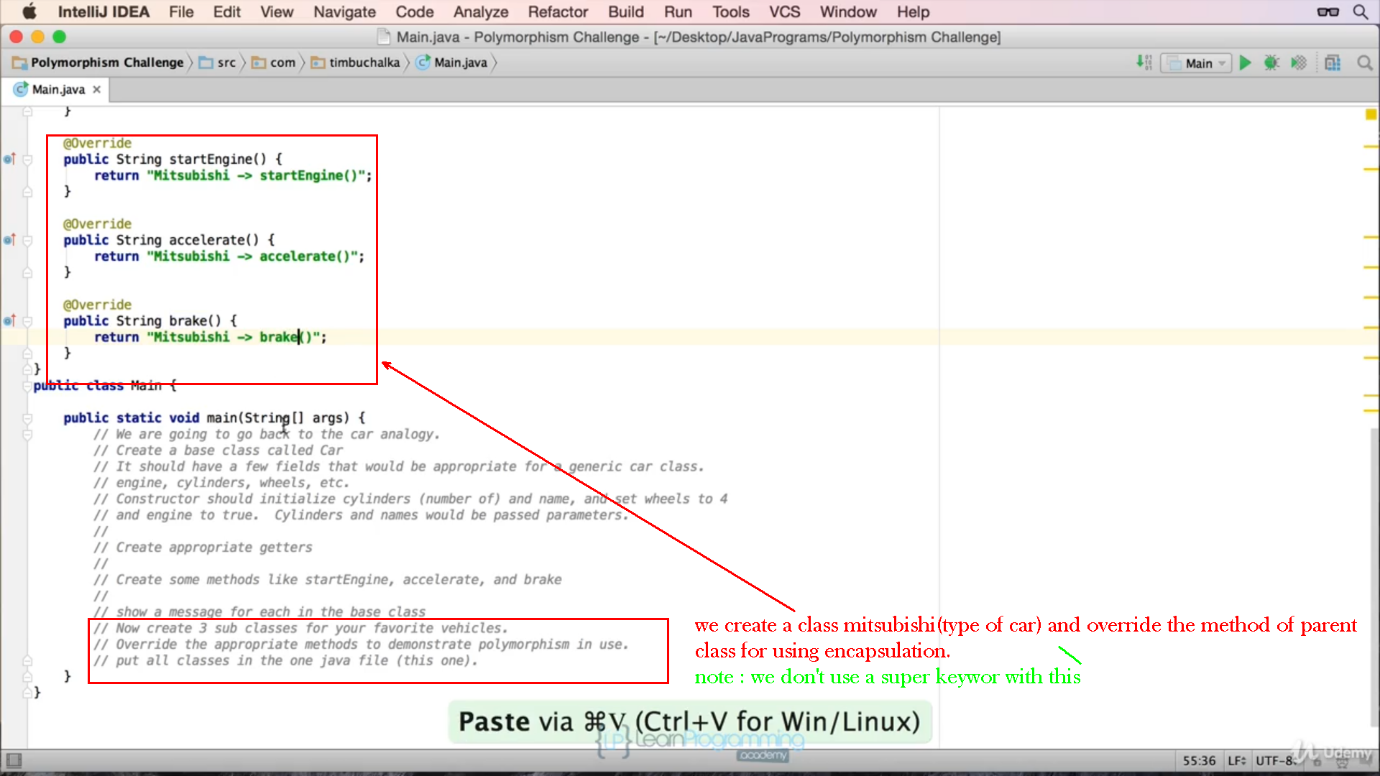 IntelliJ IDEA File Edit View Navigate Code Analyze Refactor Build Run Tools VCS Window Help
Main.java - Polymorphism Challenge - [~/Desktop/JavaPrograms/Polymorphism Challenge]
Polymorphism Challenge src com timbuchalka Main.java Main
Main.java
}
@Override
public String startEngine() {
return "Mitsubishi -> startEngine()";
}
@Override
public String accelerate() {
return "Mitsubishi -> accelerate()";
}
@Override
public String brake() {
return "Mitsubishi -> brake()";
}
}
public class Main {
public static void main(String[] args) {
// We are going to go back to the car analogy.
// Create a base class called Car
// It should have a few fields that would be appropriate for a generic car class.
// engine, cylinders, wheels, etc.
// Constructor should initialize cylinders (number of) and name, and set wheels to 4
// and engine to true.  Cylinders and names would be passed parameters.
//
// Create appropriate getters
//
// Create some methods like startEngine, accelerate, and brake
//
// show a message for each in the base class
// Now create 3 sub classes for your favorite vehicles.
// Override the appropriate methods to demonstrate polymorphism in use.
// put all classes in the one java file (this one).
}
}
we create a class mitsubishi(type of car) and override the method of parent
class for using encapsulation.
note : we don't use a super keywor with this
Paste via ⌘V (Ctrl+V for Win/Linux)
LP LearnProgramming
academy
55:36 LF UTF-8
Udemy